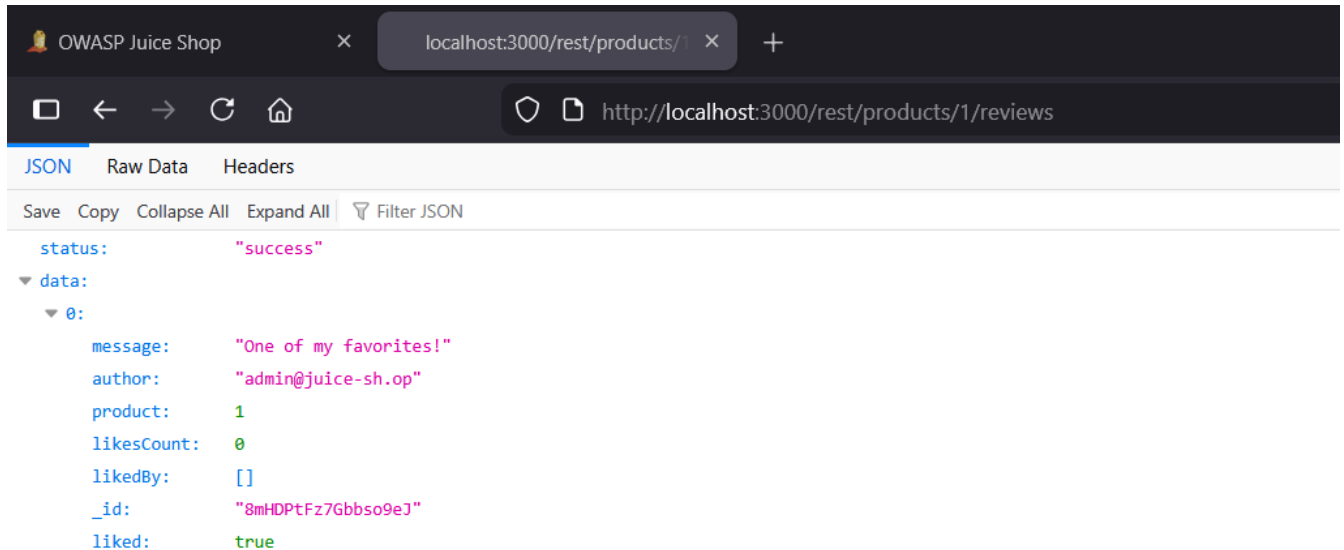 OWASP Juice Shop
localhost:3000/rest/products/1
http://localhost:3000/rest/products/1/reviews
JSON Raw Data Headers
Save Copy Collapse All Expand All Filter JSON
status: "success"
data:
0:
message: "One of my favorites!"
author: "admin@juice-sh.op"
product: 1
likesCount: 0
likedBy: []
_id: "8mHDPtFz7Gbbso9eJ"
liked: true